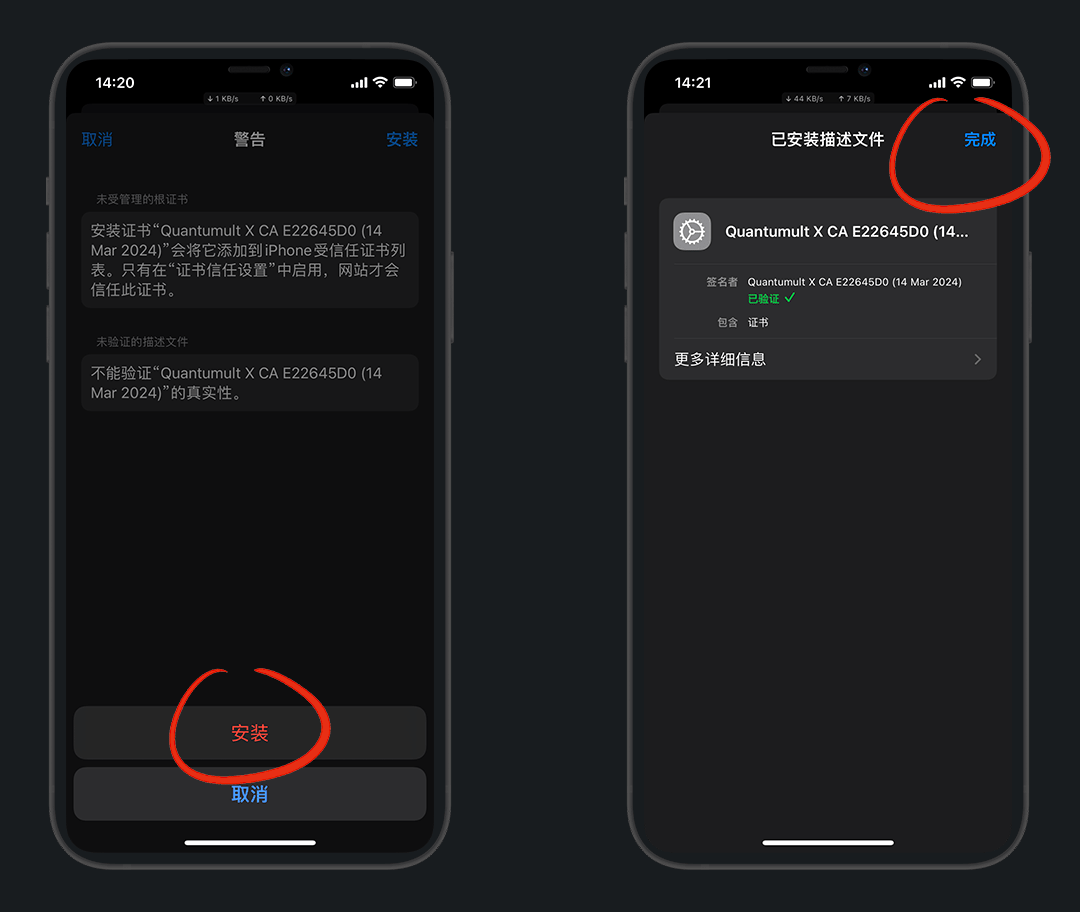 14:20
↓ 1 KB/s ↑ 0 KB/s
取消 警告 安装
未受管理的根证书
安装证书“Quantumult X CA E22645D0 (14
Mar 2024)”会将它添加到iPhone受信任证书列
表。只有在“证书信任设置”中启用，网站才会
信任此证书。
未验证的描述文件
不能验证“Quantumult X CA E22645D0 (14
Mar 2024)”的真实性。
安装
取消
14:21
↓ 44 KB/s ↑ 7 KB/s
已安装描述文件 完成
Quantumult X CA E22645D0 (14...
签名者 Quantumult X CA E22645D0 (14 Mar 2024)
已验证 ✓
包含 证书
更多详细信息